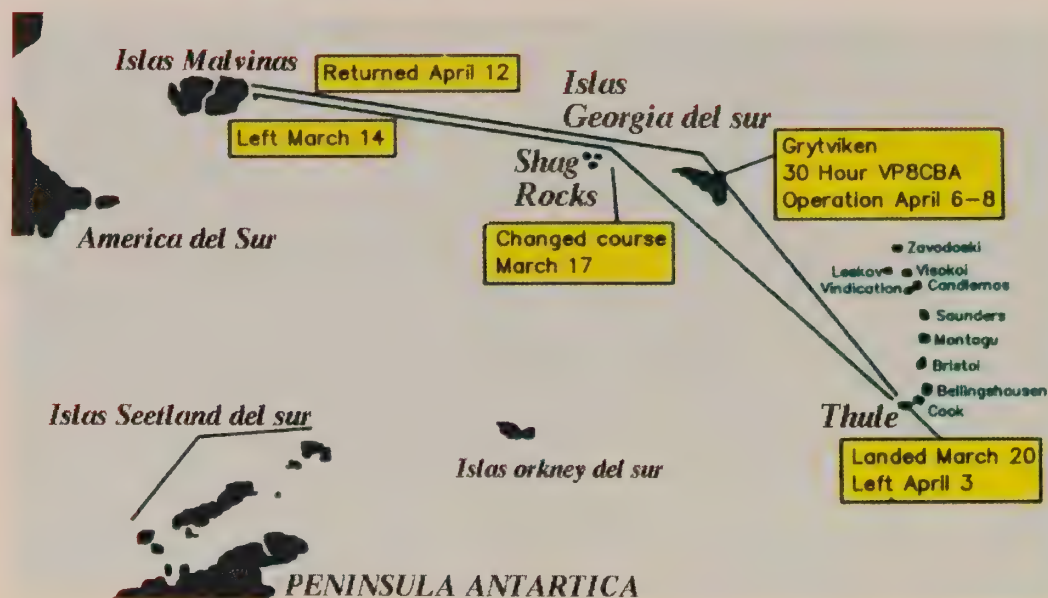 Islas Malvinas
Returned April 12
Left March 14
Islas
Georgia del sur
Shag
Rocks
Grytviken
30 Hour VP8CBA
Operation April 6-8
America del Sur
Changed course
March 17
Zavodoski
Leskov
Visokoi
Vindication
Candlemas
Saunders
Montagu
Bristol
Bellingshausen
Cook
Thule
Landed March 20
Left April 3
Islas Seetland del sur
Islas orkney del sur
PENINSULA ANTARTICA